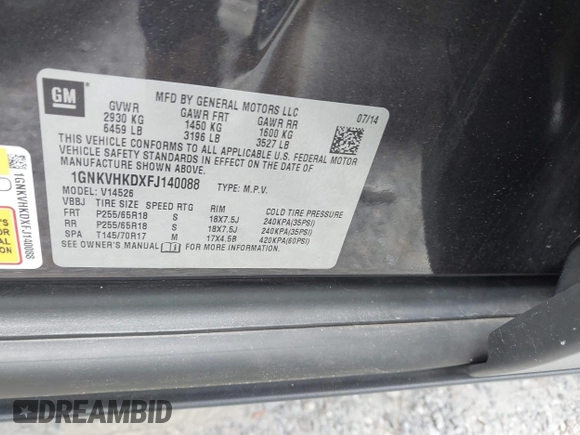 GM
MFD BY GENERAL MOTORS LLC
07/14
GVWR GAWR FRT GAWR RR
2930 KG 1450 KG 1600 KG
6459 LB 3196 LB 3527 LB
THIS VEHICLE CONFORMS TO ALL APPLICABLE U.S. FEDERAL MOTOR
VEHICLE SAFETY STANDARDS IN EFFECT ON THE DATE OF
MANUFACTURE SHOWN ABOVE.
1GNKVHKDXFJ140088 TYPE: M.P.V.
MODEL: V14526
VBBJ TIRE SIZE SPEED RTG RIM COLD TIRE PRESSURE
FRT P255/65R18 S 18X7.5J 240KPA(35PSI)
RR P255/65R18 S 18X7.5J 240KPA(35PSI)
SPA T145/70R17 M 17X4.5B 420KPA(60PSI)
SEE OWNER'S MANUAL FOR MORE INFORMATION.
1GNKVHKDXFJ140088
DREAMBID